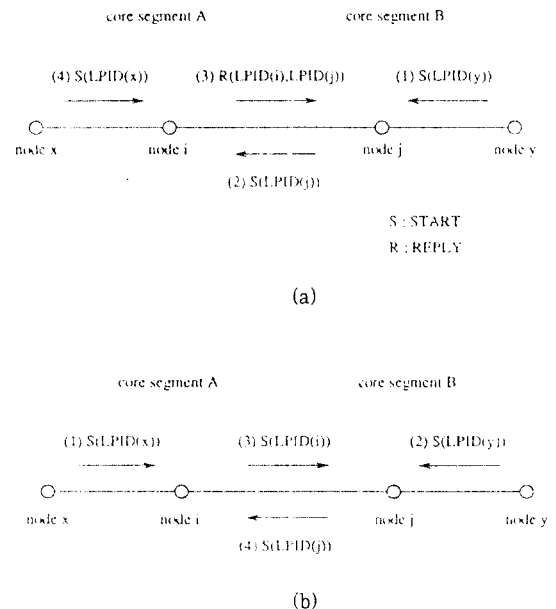 core segment A core segment B
(4) S(LPID(x)) (3) R(LPID(i),LPID(j)) (1) S(LPID(y))
node x node i node j node y
(2) S(LPID(j))
S : START
R : REPLY
(a)
core segment A core segment B
(1) S(LPID(x)) (3) S(LPID(i)) (2) S(LPID(y))
node x node i node j node y
(4) S(LPID(j))
(b)